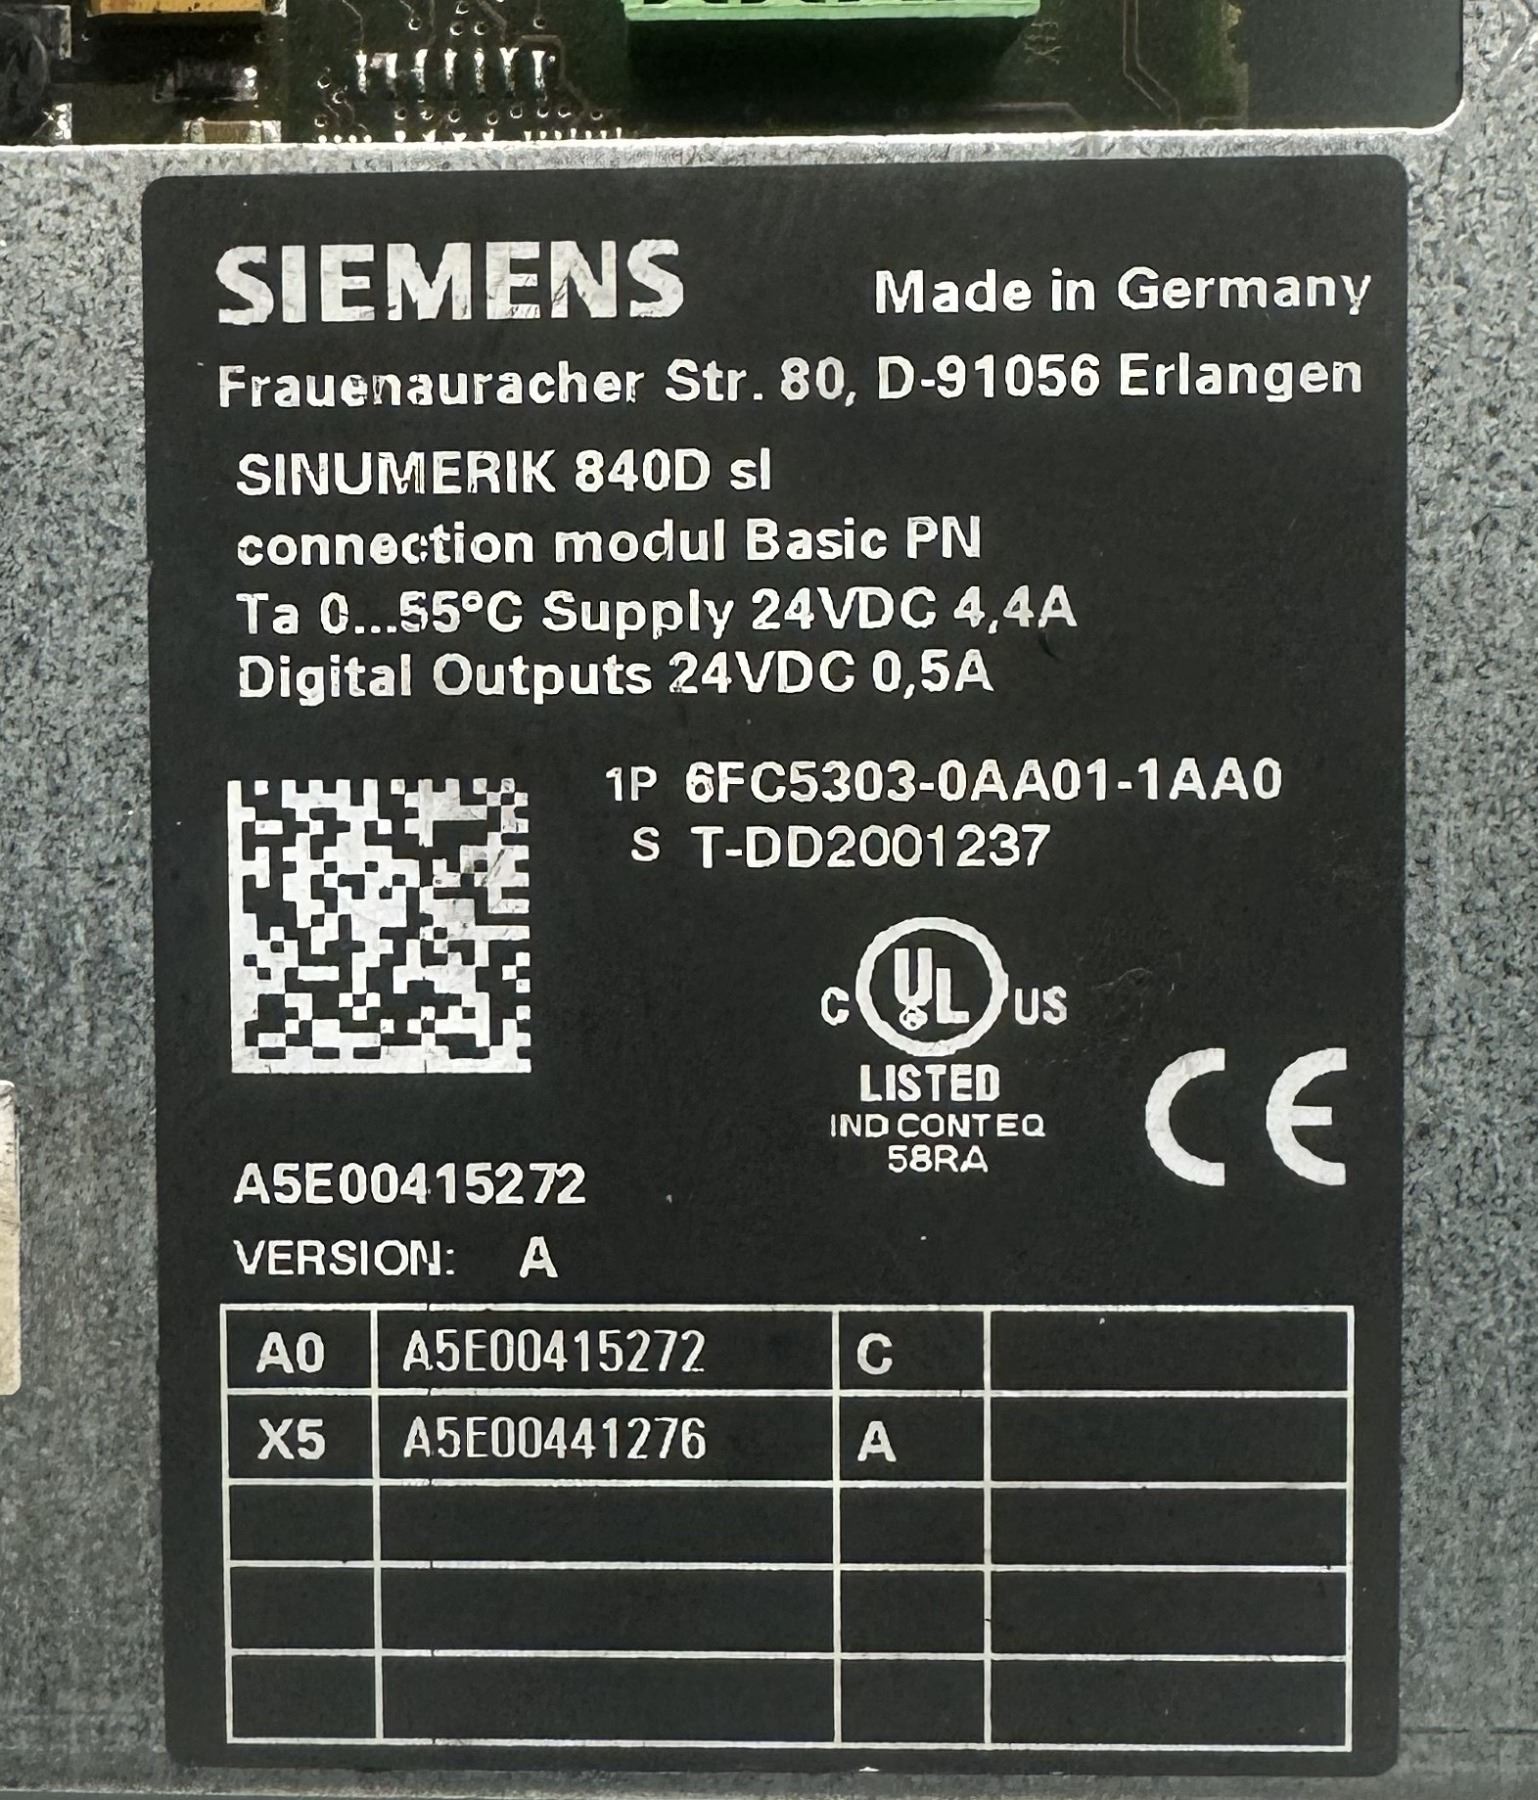 SIEMENS
Made in Germany
Frauenauracher Str. 80, D-91056 Erlangen
SINUMERIK 840D sl
connection modul Basic PN
Ta 0...55°C Supply 24VDC 4,4A
Digital Outputs 24VDC 0,5A
1P 6FC5303-0AA01-1AA0
S T-DD2001237
C UL US
LISTED
IND CONT EQ
58RA
CE
A5E00415272
VERSION: A
A0 A5E00415272 C
X5 A5E00441276 A